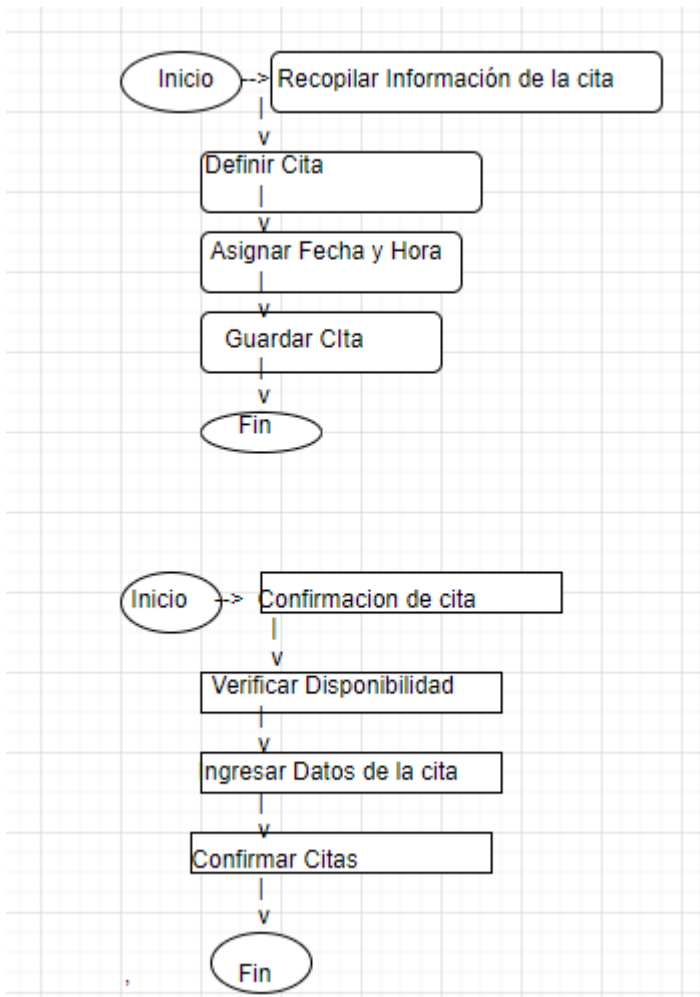 Inicio --> Recopilar Información de la cita
|
v
Definir Cita
|
v
Asignar Fecha y Hora
|
v
Guardar CIta
|
v
Fin
Inicio --> Confirmacion de cita
|
v
Verificar Disponibilidad
|
v
Ingresar Datos de la cita
|
v
Confirmar Citas
|
v
Fin
,